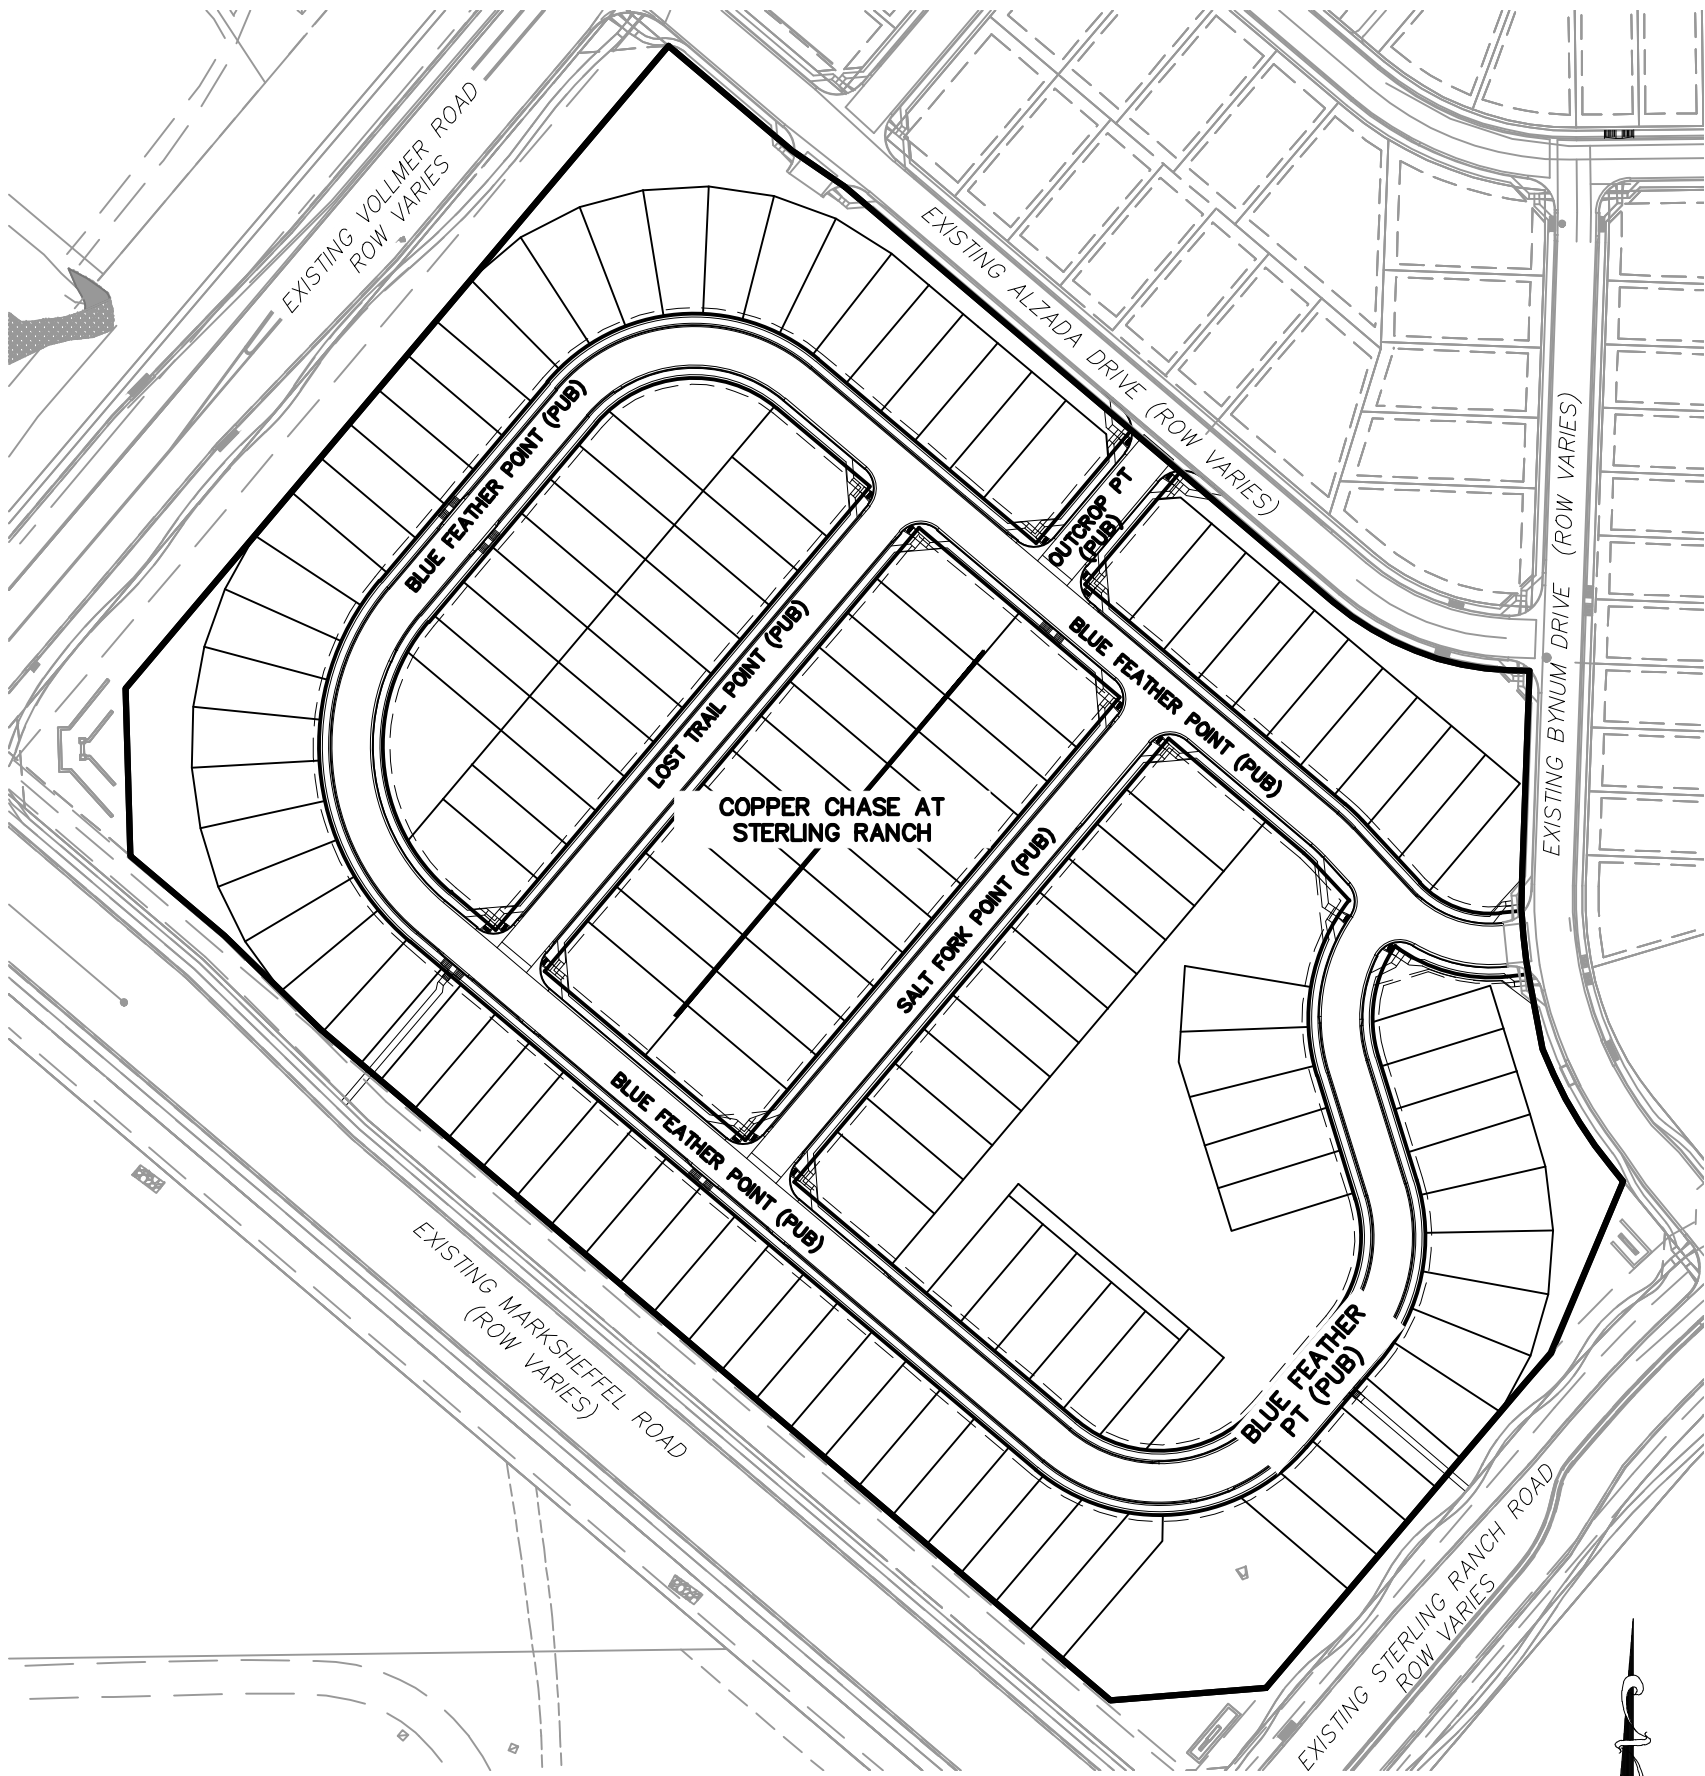 EXISTING VOLLMER ROAD
ROW VARIES
EXISTING ALZADA DRIVE (ROW VARIES)
BLUE FEATHER POINT (PUB)
OUTCROP PT
(PUB)
EXISTING BYNUM DRIVE (ROW VARIES)
LOST TRAIL POINT (PUB)
BLUE FEATHER POINT (PUB)
COPPER CHASE AT
STERLING RANCH
SALT FORK POINT (PUB)
BLUE FEATHER POINT (PUB)
EXISTING MARKSHEFFEL ROAD
(ROW VARIES)
BLUE FEATHER
PT (PUB)
EXISTING STERLING RANCH ROAD
ROW VARIES